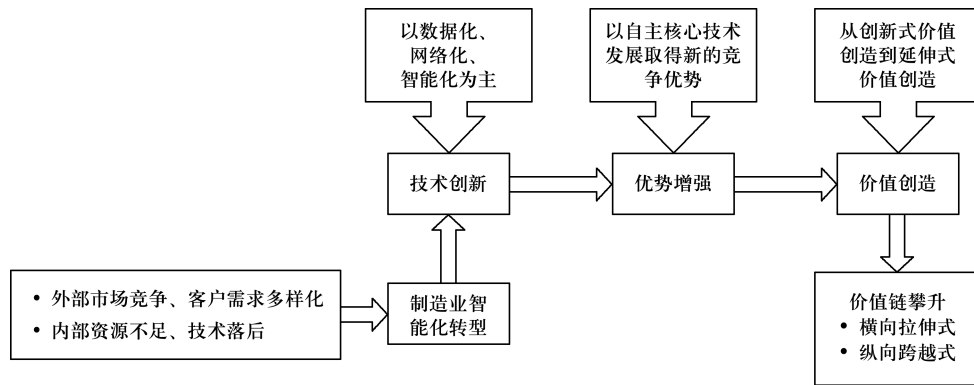 以数据化、
网络化、
智能化为主
以自主核心技术
发展取得新的竞
争优势
从创新式价值
创造到延伸式
价值创造
技术创新
优势增强
价值创造
• 外部市场竞争、客户需求多样化
• 内部资源不足、技术落后
制造业智
能化转型
价值链攀升
• 横向拉伸式
• 纵向跨越式